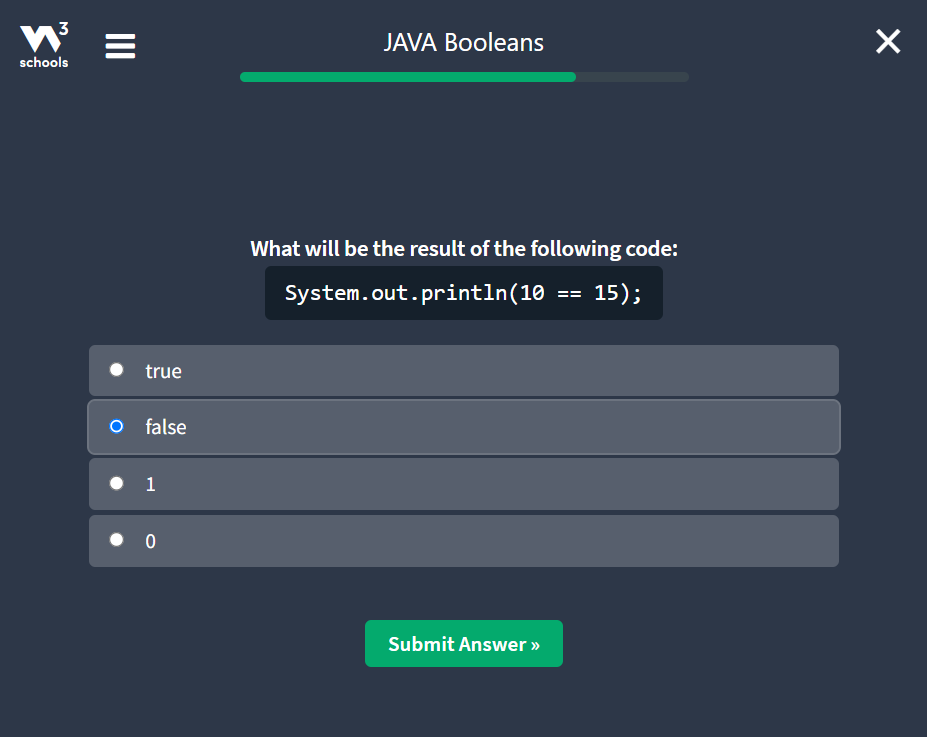 3
schools
JAVA Booleans
What will be the result of the following code:
System.out.println(10 == 15);
true
false
1
0
Submit Answer »